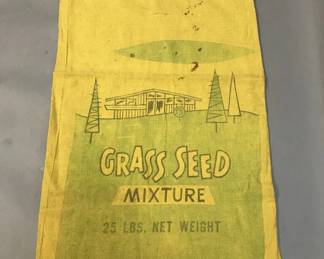 GRASS SEED
MIXTURE
25 LBS. NET WEIGHT